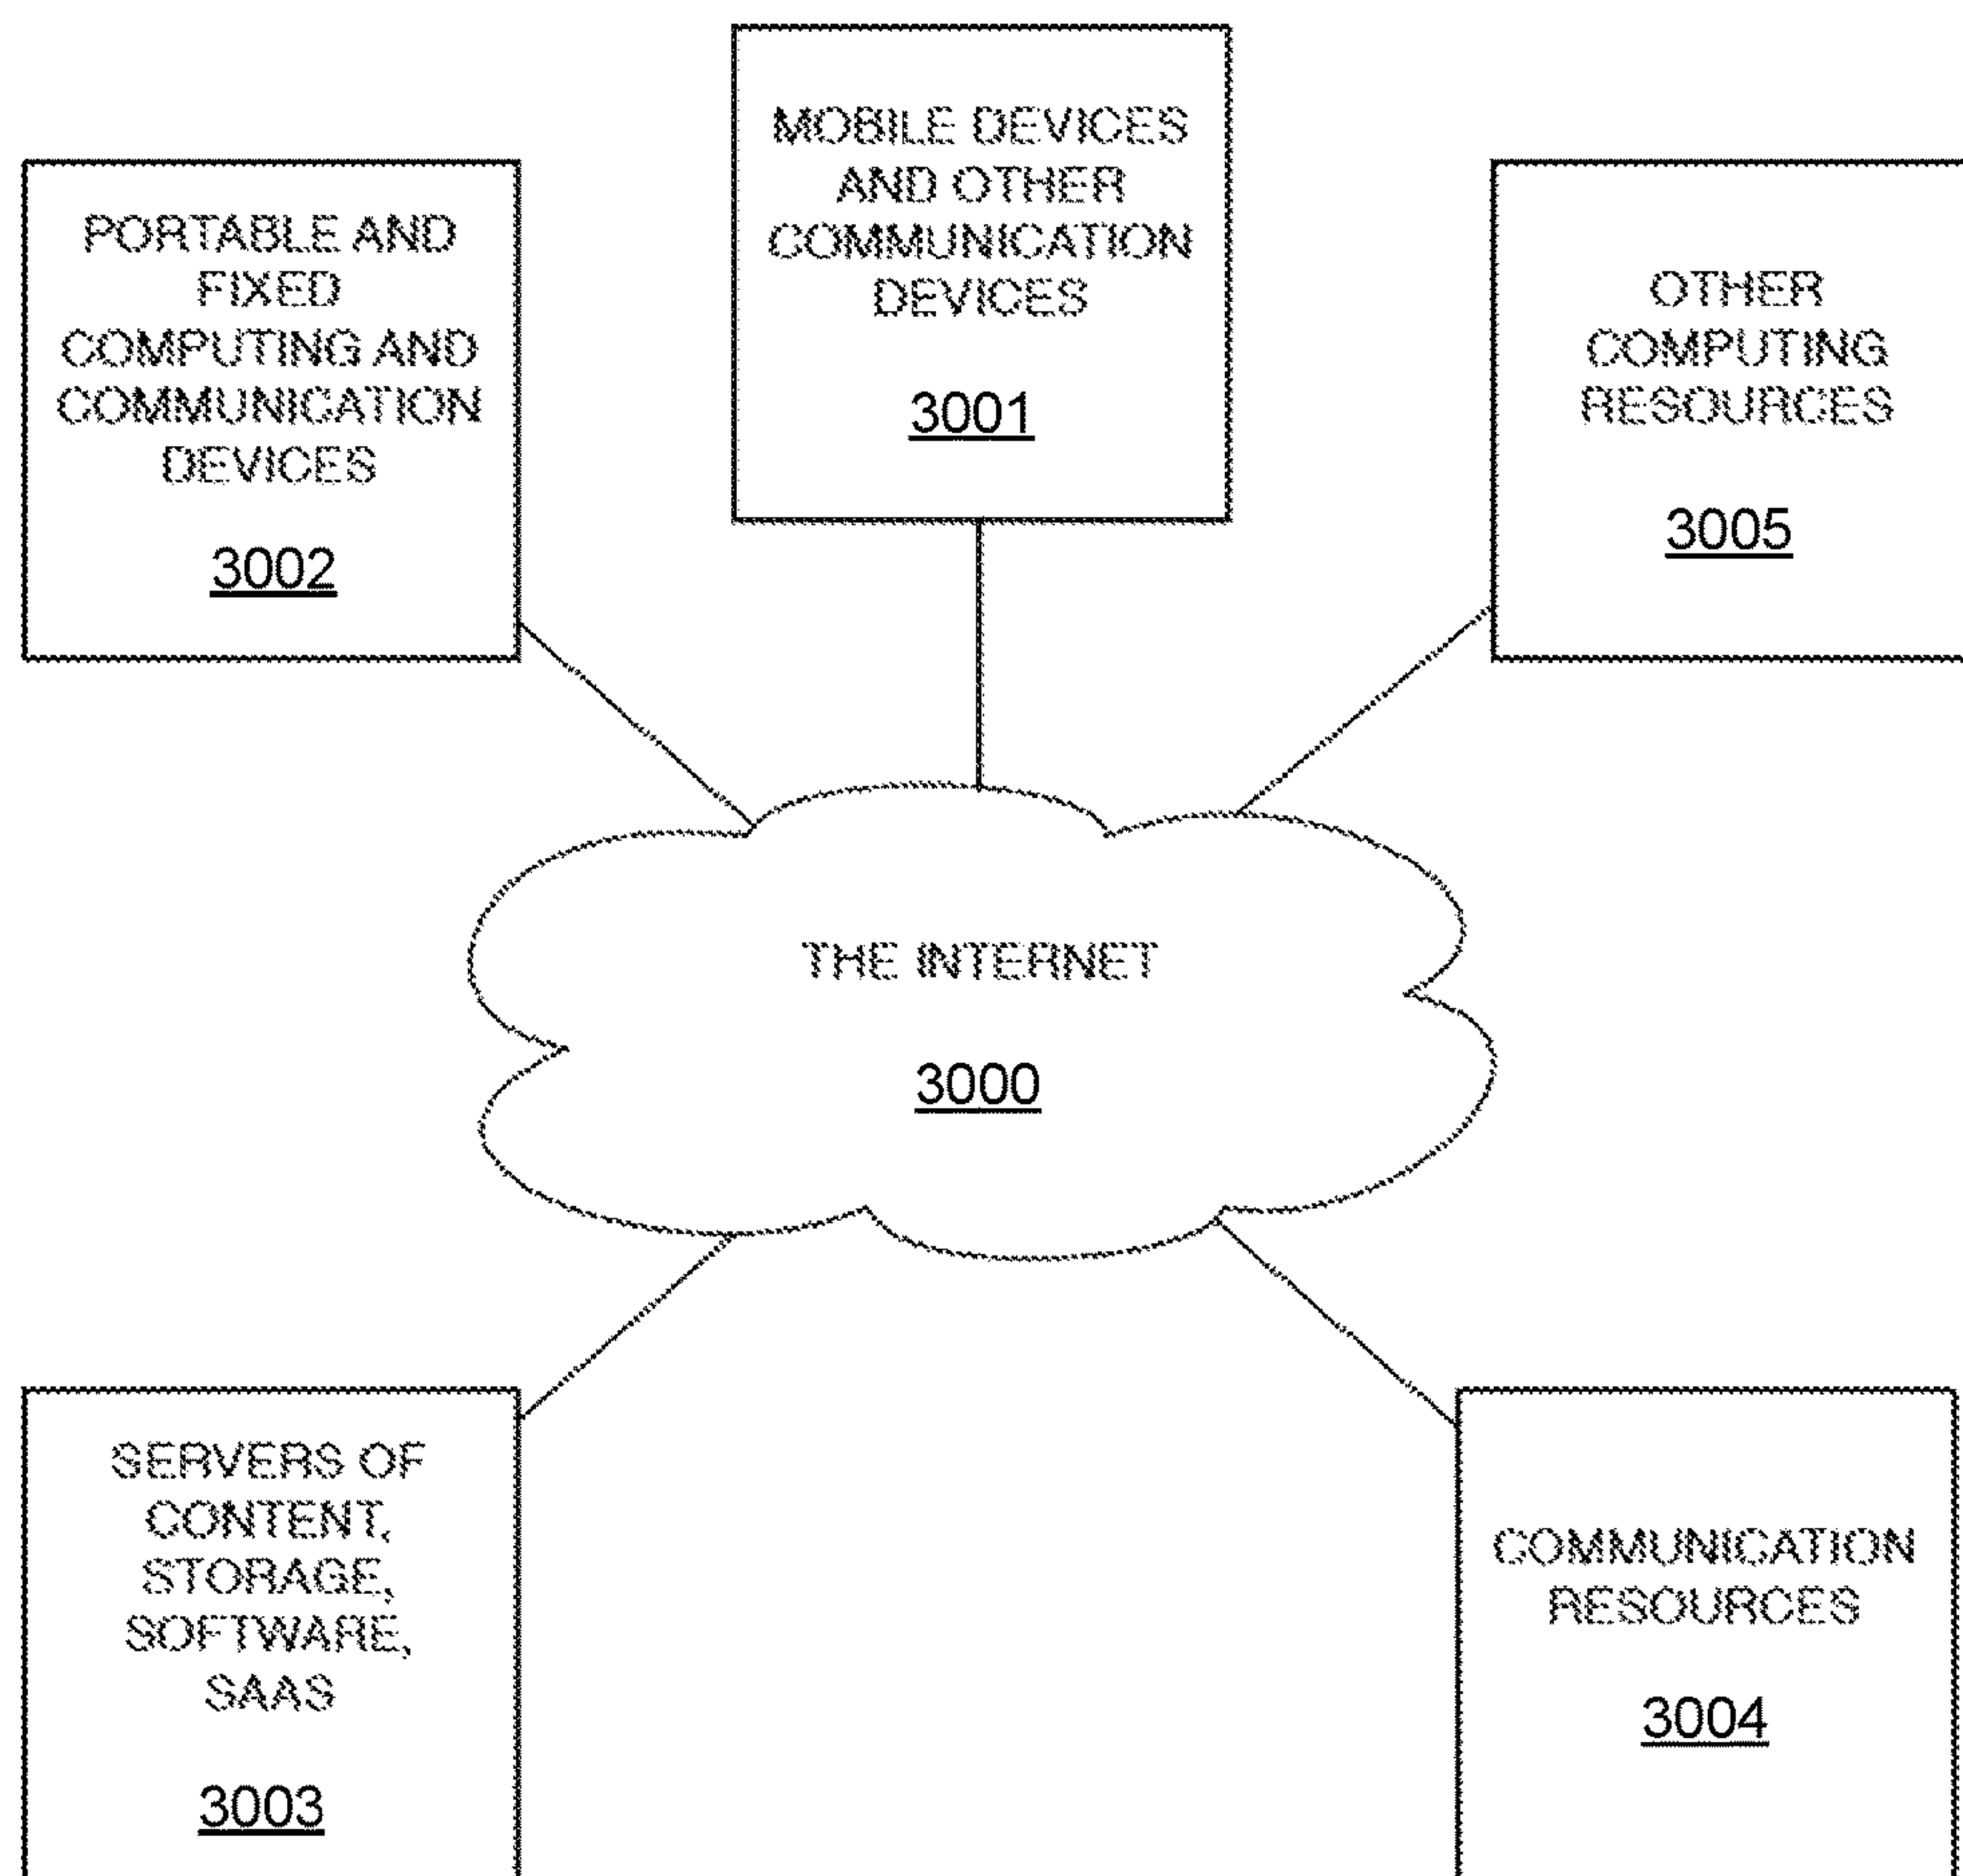 MOBILE DEVICES
AND OTHER
COMMUNICATION
DEVICES
3001
PORTABLE AND
FIXED
COMPUTING AND
COMMUNICATION
DEVICES
3002
OTHER
COMPUTING
RESOURCES
3005
THE INTERNET
3000
SERVERS OF
CONTENT,
STORAGE,
SOFTWARE,
SAAS
3003
COMMUNICATION
RESOURCES
3004